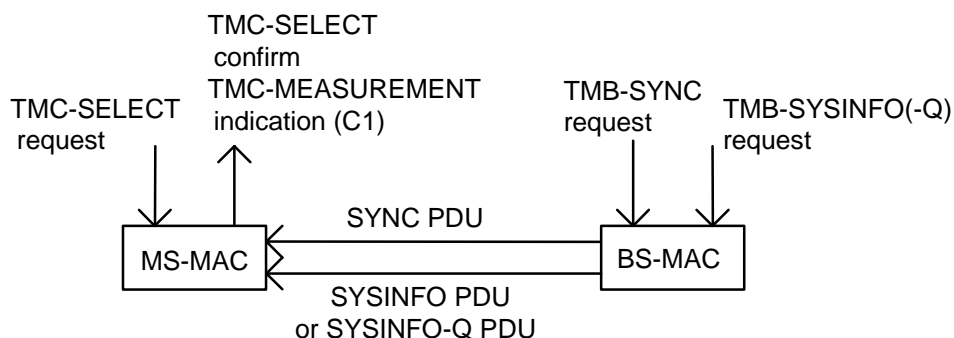 TMC-SELECT
confirm
TMC-MEASUREMENT
indication (C1)
TMC-SELECT
request
TMB-SYNC
request
TMB-SYSINFO(-Q)
request
SYNC PDU
MS-MAC
BS-MAC
SYSINFO PDU
or SYSINFO-Q PDU